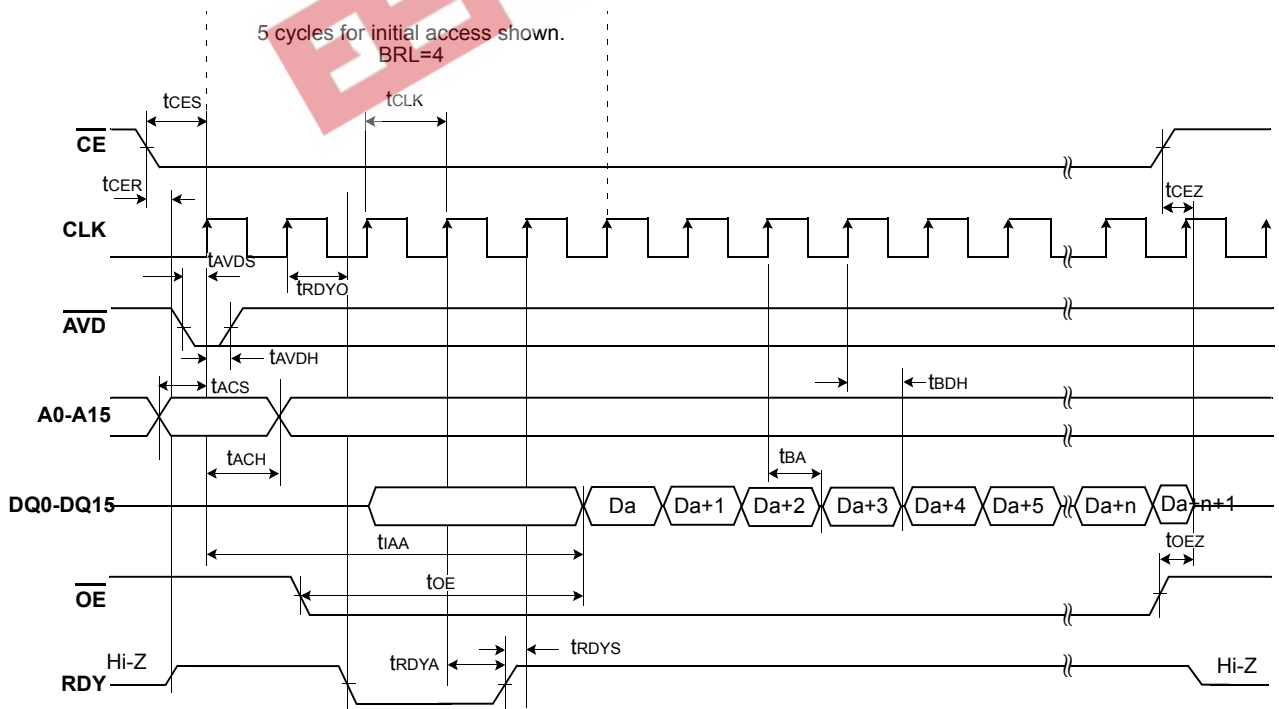 5 cycles for initial access shown.
BRL=4
tCES
tCLK
CE
tCER
tCEZ
CLK
tAVDS
tRDYO
AVD
tAVDH
tACS
tBDH
A0-A15
tACH
tBA
DQ0-DQ15
Da
Da+1
Da+2
Da+3
Da+4
Da+5
Da+n
Da+n+1
tIAA
tOEZ
tOE
OE
tRDYS
Hi-Z
tRDYA
Hi-Z
RDY